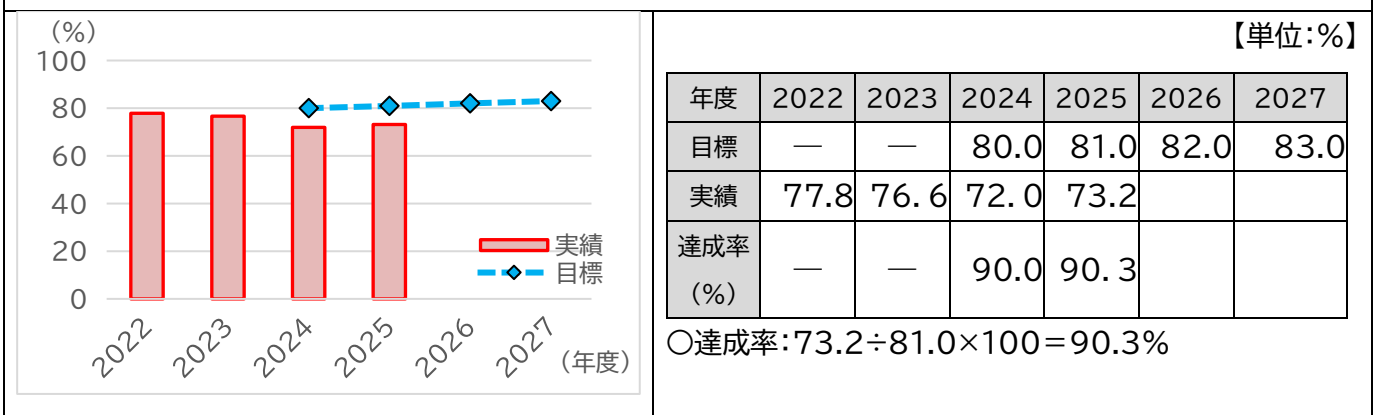 (%)
100
80
60
40
20
0
実績
目標
2022 2023 2024 2025 2026 2027
(年度)
【単位:%】
年度 2022 2023 2024 2025 2026 2027
目標 ― ― 80.0 81.0 82.0 83.0
実績 77.8 76.6 72.0 73.2
達成率
(%) ― ― 90.0 90.3
○達成率:73.2÷81.0×100=90.3%